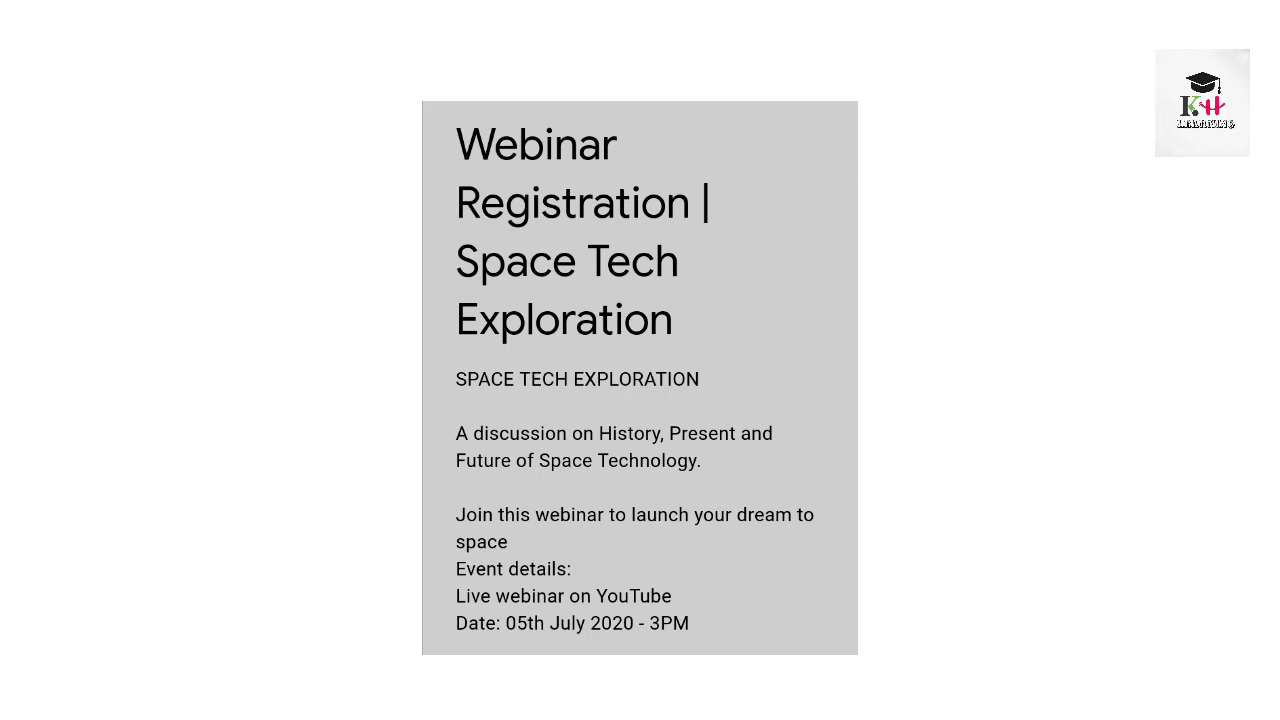 Webinar
Registration |
Space Tech
Exploration
SPACE TECH EXPLORATION
A discussion on History, Present and
Future of Space Technology.
Join this webinar to launch your dream to
space
Event details:
Live webinar on YouTube
Date: 05th July 2020 - 3PM
K.H